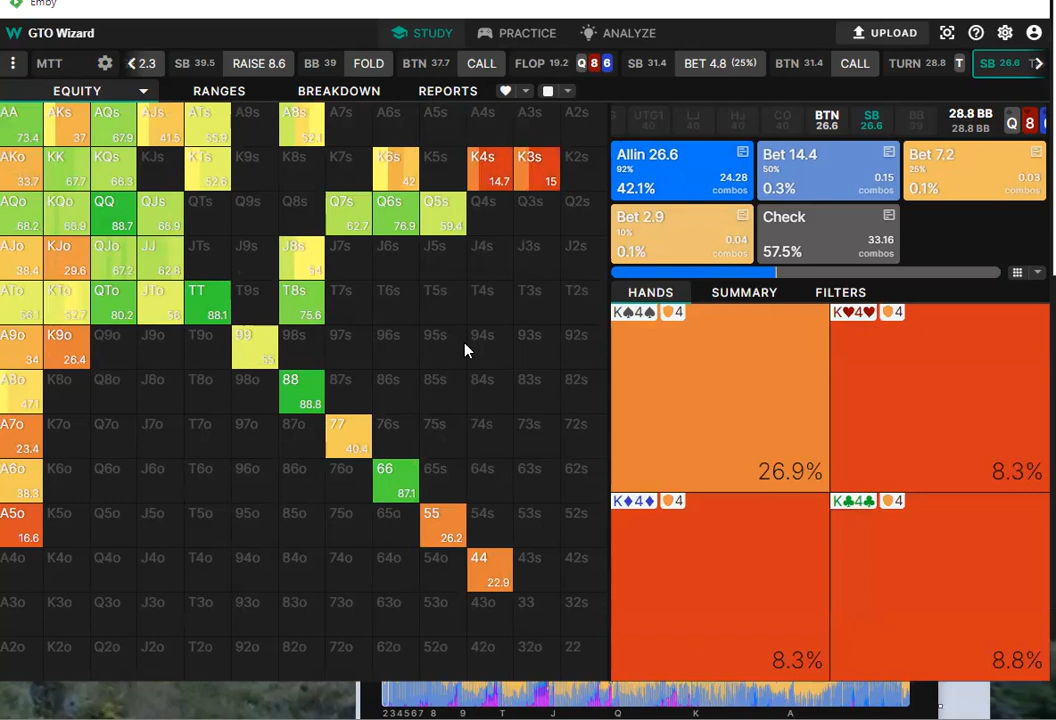 Emby
GTO Wizard STUDY PRACTICE ANALYZE UPLOAD
MTT 2.3 SB 39.5 RAISE 8.6 BB 39 FOLD BTN 37.7 CALL FLOP 19.2 Q 8 6 SB 31.4 BET 4.8 (25%) BTN 31.4 CALL TURN 28.8 T SB 26.6
EQUITY RANGES BREAKDOWN REPORTS
AA AKs AQs AJs ATs A9s A8s A7s A6s A5s A4s A3s A2s
73.4 37 67.9 41.5 55.9 52.1
AKo KK KQs KJs KTs K9s K8s K7s K6s K5s K4s K3s K2s
33.7 67.7 66.3 52.6 42 14.7 15
AQo KQo QQ QJs QTs Q9s Q8s Q7s Q6s Q5s Q4s Q3s Q2s
68.2 66.9 88.7 66.9 62.7 76.9 59.4
AJo KJo QJo JJ JTs J9s J8s J7s J6s J5s J4s J3s J2s
38.4 29.6 67.2 62.8 54
ATo KTo QTo JTo TT T9s T8s T7s T6s T5s T4s T3s T2s
56.1 52.7 80.2 56 88.1 75.6
A9o K9o Q9o J9o T9o 99 98s 97s 96s 95s 94s 93s 92s
34 26.4 55
A8o K8o Q8o J8o T8o 98o 88 87s 86s 85s 84s 83s 82s
47.1 88.8
A7o K7o Q7o J7o T7o 97o 87o 77 76s 75s 74s 73s 72s
23.4 40.4
A6o K6o Q6o J6o T6o 96o 86o 76o 66 65s 64s 63s 62s
38.3 87.1
A5o K5o Q5o J5o T5o 95o 85o 75o 65o 55 54s 53s 52s
16.6 26.2
A4o K4o Q4o J4o T4o 94o 84o 74o 64o 54o 44 43s 42s
22.9
A3o K3o Q3o J3o T3o 93o 83o 73o 63o 53o 43o 33 32s
A2o K2o Q2o J2o T2o 92o 82o 72o 62o 52o 42o 32o 22
UTG1 LJ HJ CO BTN SB BB 28.8 BB Q 8
40 40 40 40 26.6 26.6 39 28.8 BB
Allin 26.6 Bet 14.4 Bet 7.2
92% 24.28 50% 0.15 25% 0.03
42.1% combos 0.3% combos 0.1% combos
Bet 2.9 Check
10% 0.04 33.16
0.1% combos 57.5% combos
HANDS SUMMARY FILTERS
K♠4♠ 4 K♥4♥ 4
26.9% 8.3%
K♦4♦ 4 K♣4♣ 4
8.3% 8.8%
2 3 4 5 6 7 8 9 T J Q K A